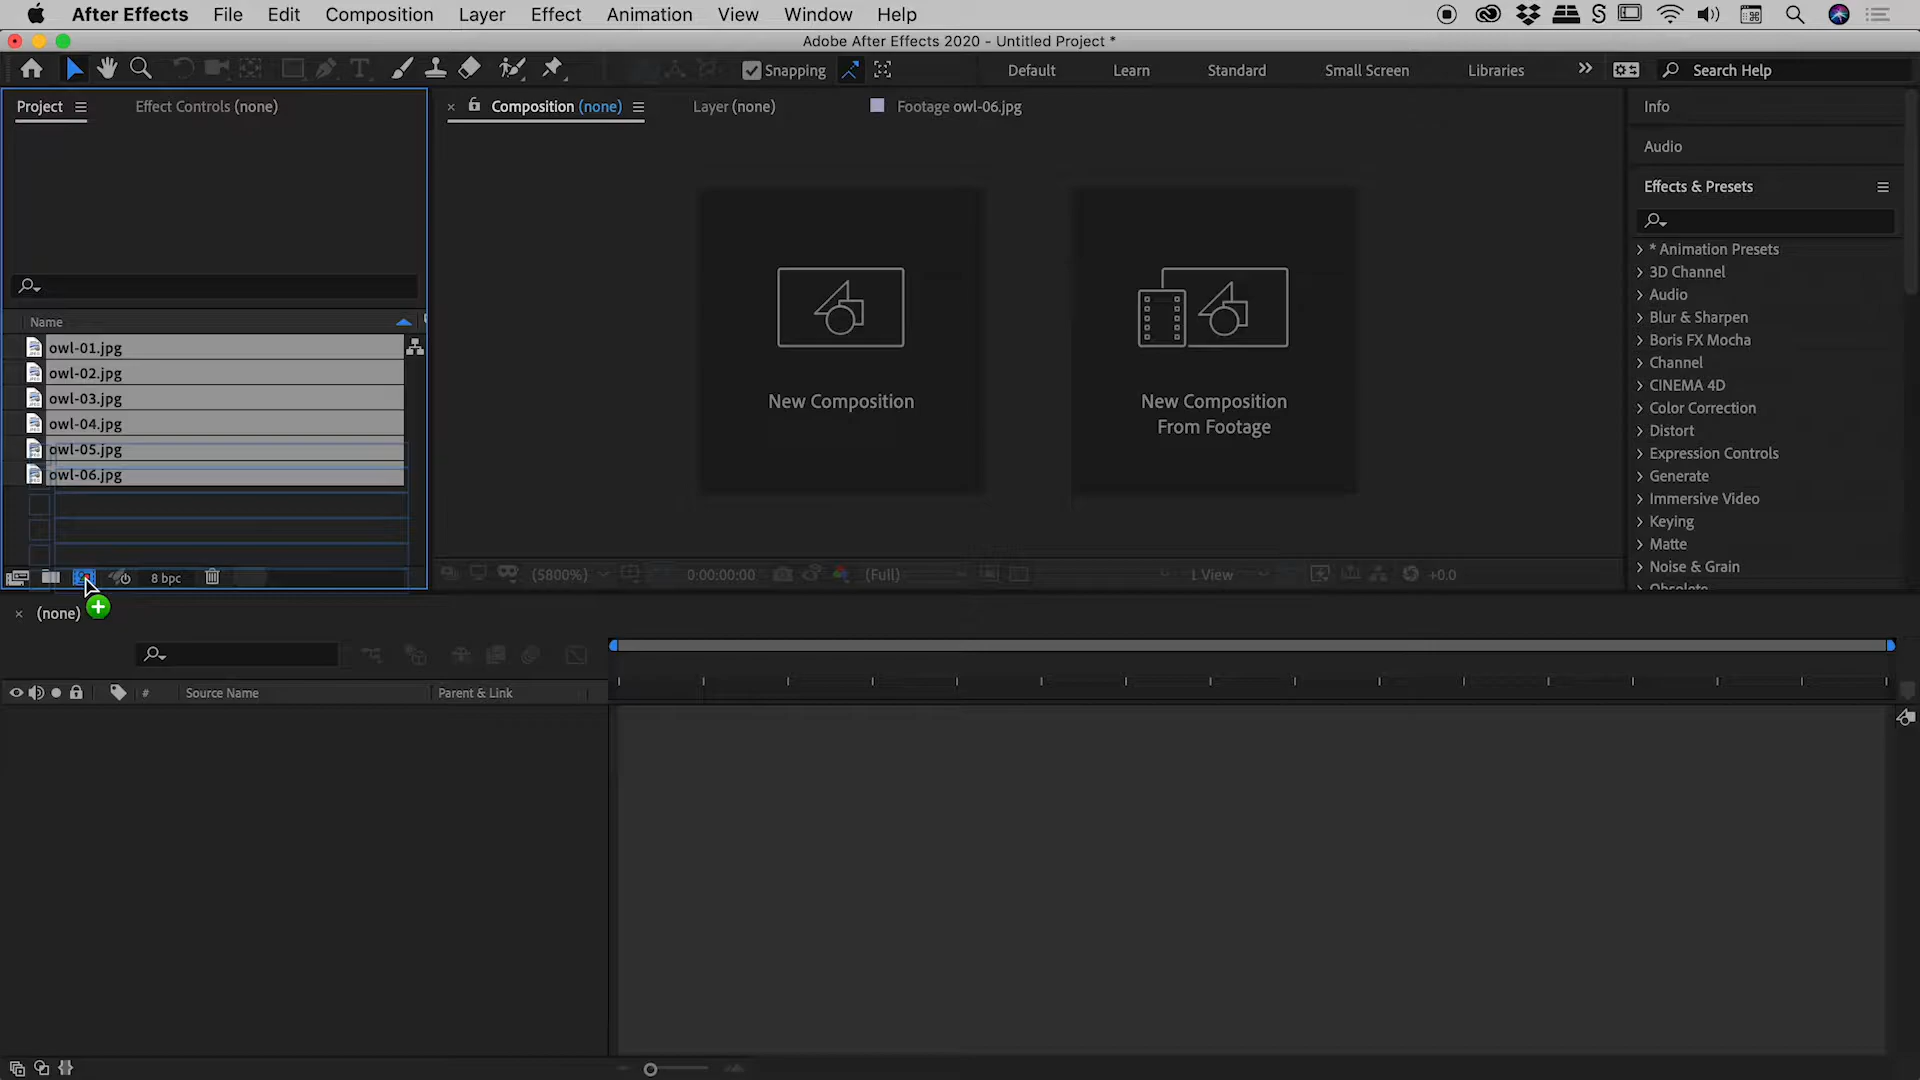 After Effects File Edit Composition Layer Effect Animation View Window Help
Adobe After Effects 2020 - Untitled Project *
Snapping Default Learn Standard Small Screen Libraries Search Help
Project Effect Controls (none)
Composition (none) Layer (none) Footage owl-06.jpg
Name
owl-01.jpg
owl-02.jpg
owl-03.jpg
owl-04.jpg
owl-05.jpg
owl-06.jpg
8 bpc
New Composition
New Composition
From Footage
(5800%) 0:00:00:00 (Full) 1 View +0.0
Info
Audio
Effects & Presets
* Animation Presets
3D Channel
Audio
Blur & Sharpen
Boris FX Mocha
Channel
CINEMA 4D
Color Correction
Distort
Expression Controls
Generate
Immersive Video
Keying
Matte
Noise & Grain
Obsolete
(none)
# Source Name Parent & Link